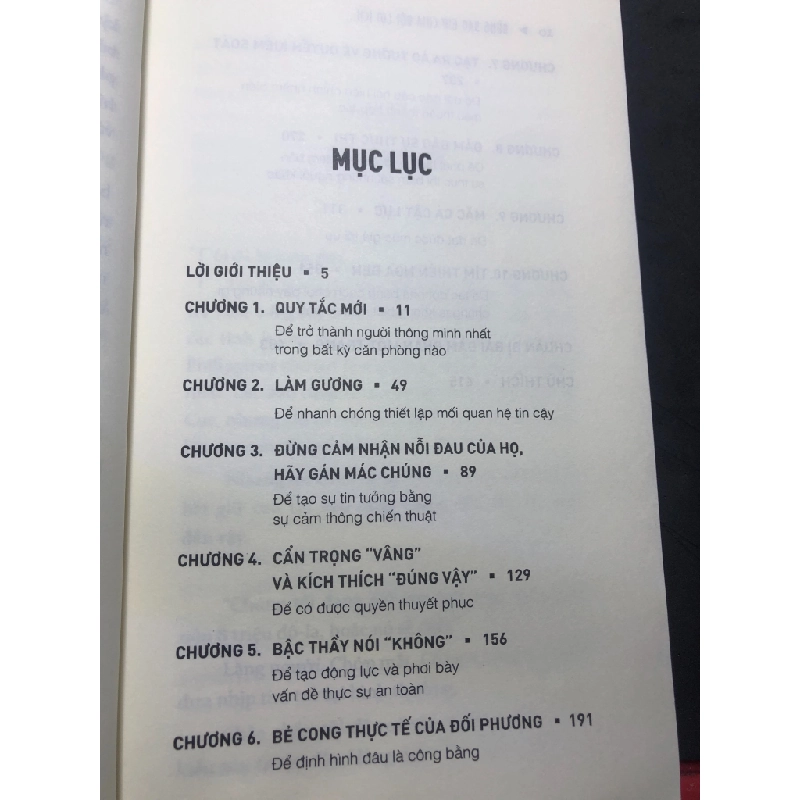 MỤC LỤC
LỜI GIỚI THIỆU ▪ 5
CHƯƠNG 1. QUY TẮC MỚI ▪ 11
Để trở thành người thông minh nhất
trong bất kỳ căn phòng nào
CHƯƠNG 2. LÀM GƯƠNG ▪ 49
Để nhanh chóng thiết lập mối quan hệ tin cậy
CHƯƠNG 3. ĐỪNG CẢM NHẬN NỖI ĐAU CỦA HỌ,
HÃY GÁN MÁC CHÚNG ▪ 89
Để tạo sự tin tưởng bằng
sự cảm thông chiến thuật
CHƯƠNG 4. CẨN TRỌNG "VÂNG"
VÀ KÍCH THÍCH "ĐÚNG VẬY" ▪ 129
Để có được quyền thuyết phục
CHƯƠNG 5. BẬC THẦY NÓI "KHÔNG" ▪ 156
Để tạo động lực và phơi bày
vấn đề thực sự an toàn
CHƯƠNG 6. BẺ CONG THỰC TẾ CỦA ĐỐI PHƯƠNG ▪ 191
Để định hình đâu là công bằng